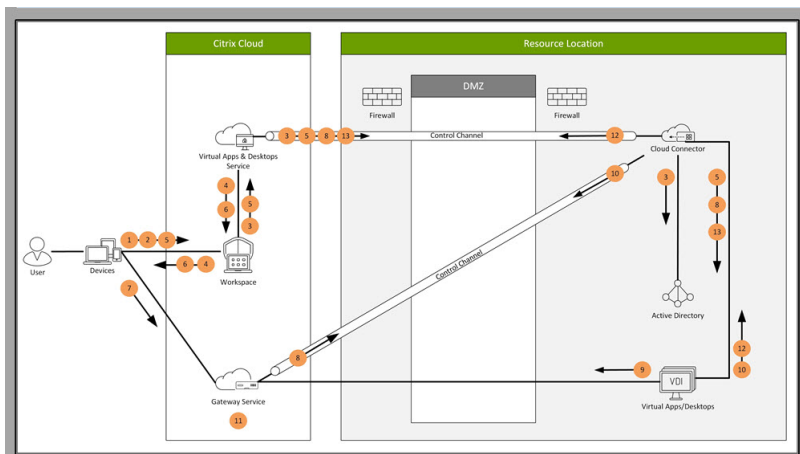 Citrix Cloud
Resource Location
DMZ
Firewall
Firewall
3 5 8 13
Control Channel
12
Virtual Apps & Desktops
Service
Cloud Connector
10
4
6
5
3
3
5
8
13
1 2 5
User
Devices
6 4
Workspace
Control Channel
7
Active Directory
8
12
10
9
VDI
Gateway Service
Virtual Apps/Desktops
11